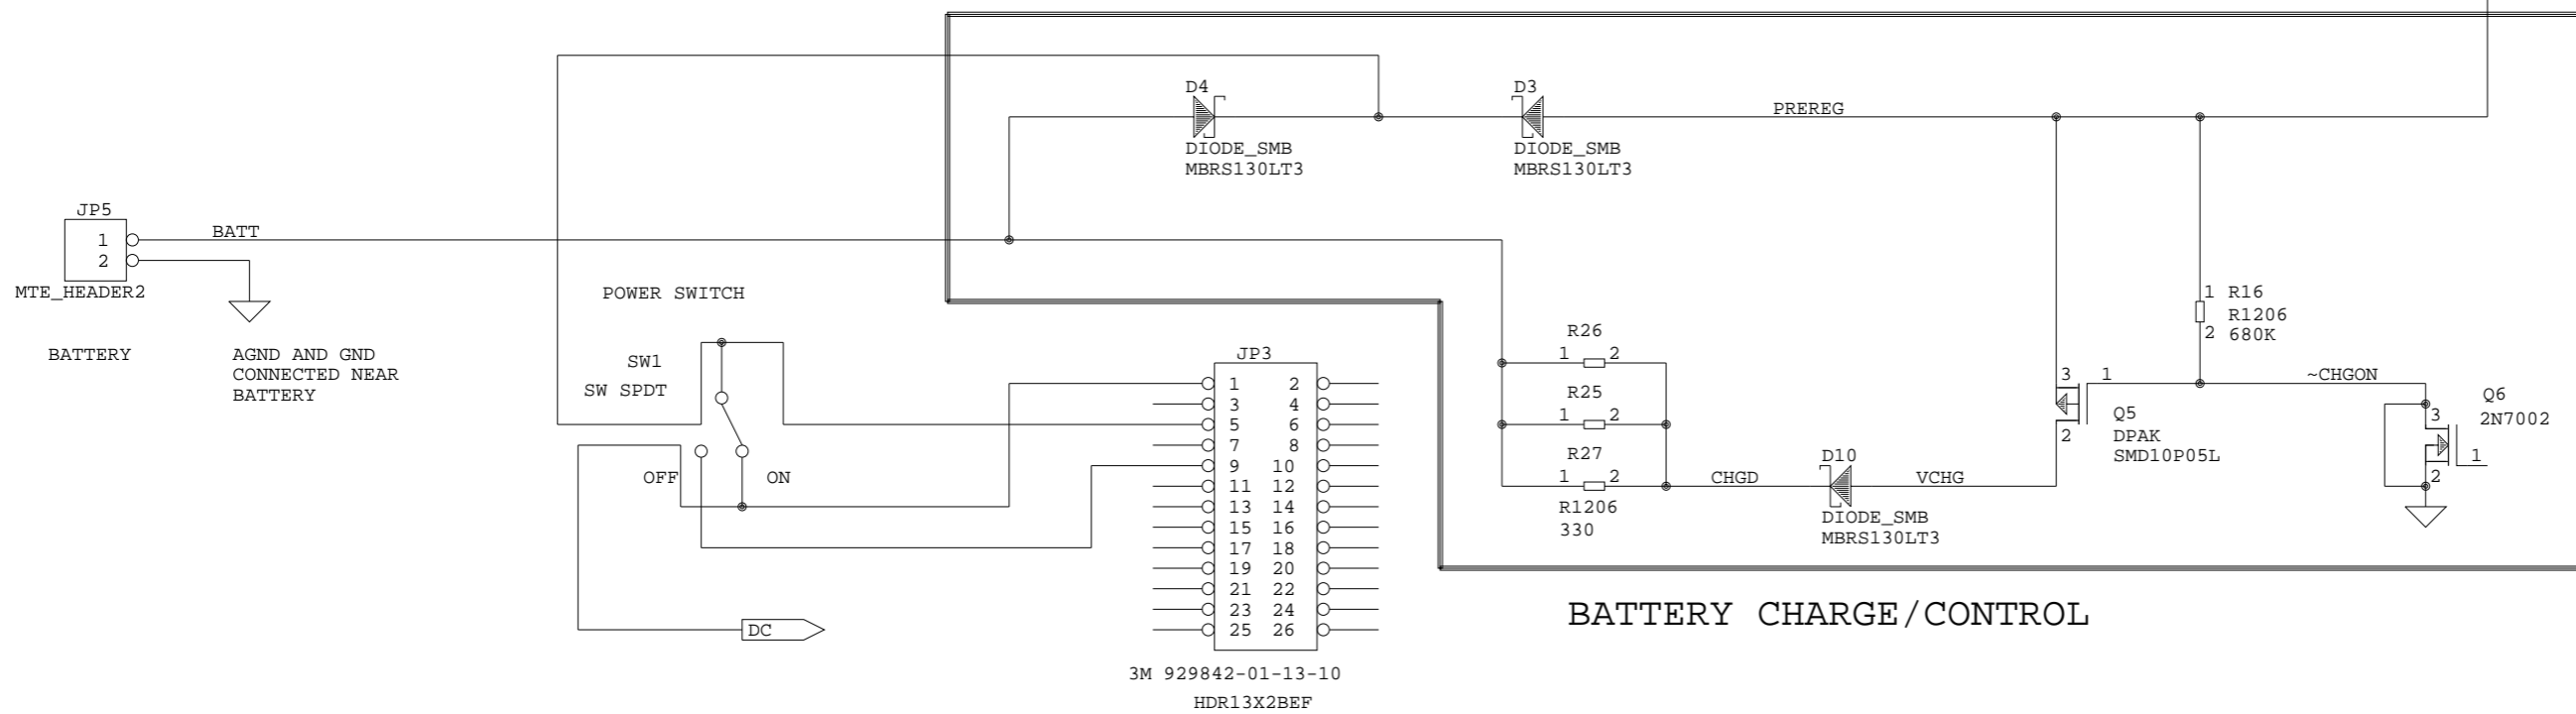 D4
DIODE_SMB
MBRS130LT3
D3
DIODE_SMB
MBRS130LT3
PREREG
JP5
1
2
MTE_HEADER2
BATT
BATTERY
AGND AND GND
CONNECTED NEAR
BATTERY
POWER SWITCH
SW1
SW SPDT
OFF
ON
DC
JP3
1 2
3 4
5 6
7 8
9 10
11 12
13 14
15 16
17 18
19 20
21 22
23 24
25 26
3M 929842-01-13-10
HDR13X2BEF
R26
1 2
R25
1 2
R27
1 2
R1206
330
CHGD
D10
DIODE_SMB
MBRS130LT3
VCHG
1 R16
R1206
2 680K
3
1
2
Q5
DPAK
SMD10P05L
~CHGON
Q6
2N7002
3
1
2
BATTERY CHARGE/CONTROL